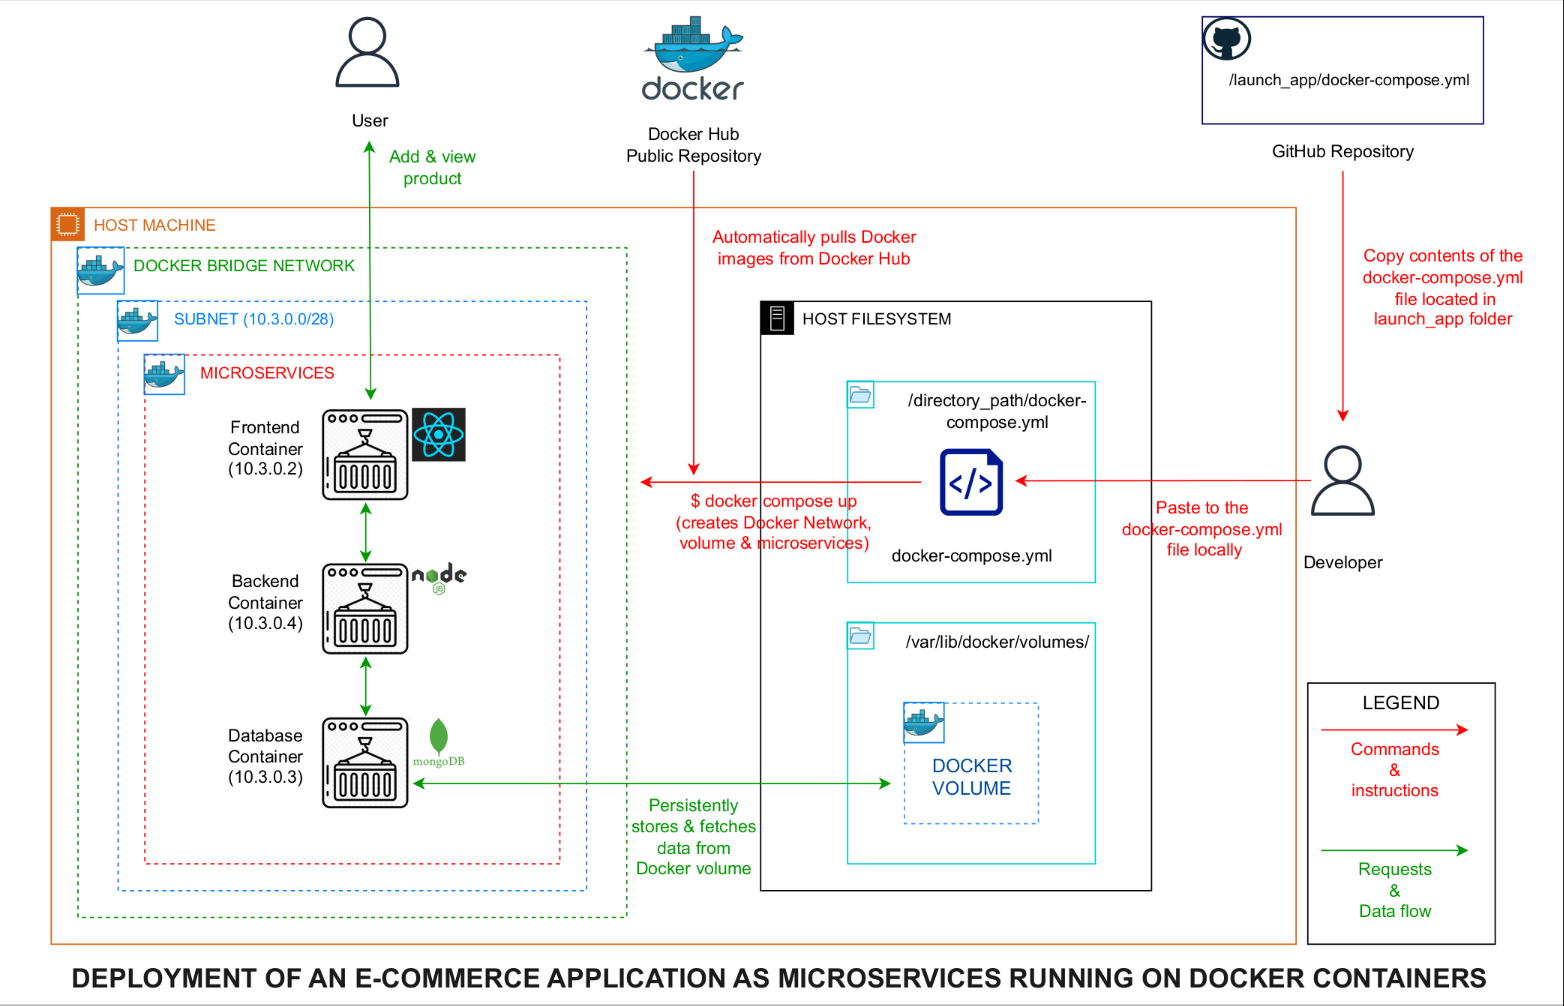 docker
/launch_app/docker-compose.yml
User
Docker Hub
Public Repository
GitHub Repository
Add & view
product
HOST MACHINE
Automatically pulls Docker
images from Docker Hub
Copy contents of the
docker-compose.yml
file located in
launch_app folder
DOCKER BRIDGE NETWORK
SUBNET (10.3.0.0/28)
HOST FILESYSTEM
MICROSERVICES
/directory_path/docker-
compose.yml
Frontend
Container
(10.3.0.2)
</>
$ docker compose up
(creates Docker Network,
volume & microservices)
docker-compose.yml
Paste to the
docker-compose.yml
file locally
Developer
Backend
Container
(10.3.0.4)
node
JS
/var/lib/docker/volumes/
Database
Container
(10.3.0.3)
mongoDB
DOCKER
VOLUME
Persistently
stores & fetches
data from
Docker volume
LEGEND
Commands
&
instructions
Requests
&
Data flow
DEPLOYMENT OF AN E-COMMERCE APPLICATION AS MICROSERVICES RUNNING ON DOCKER CONTAINERS